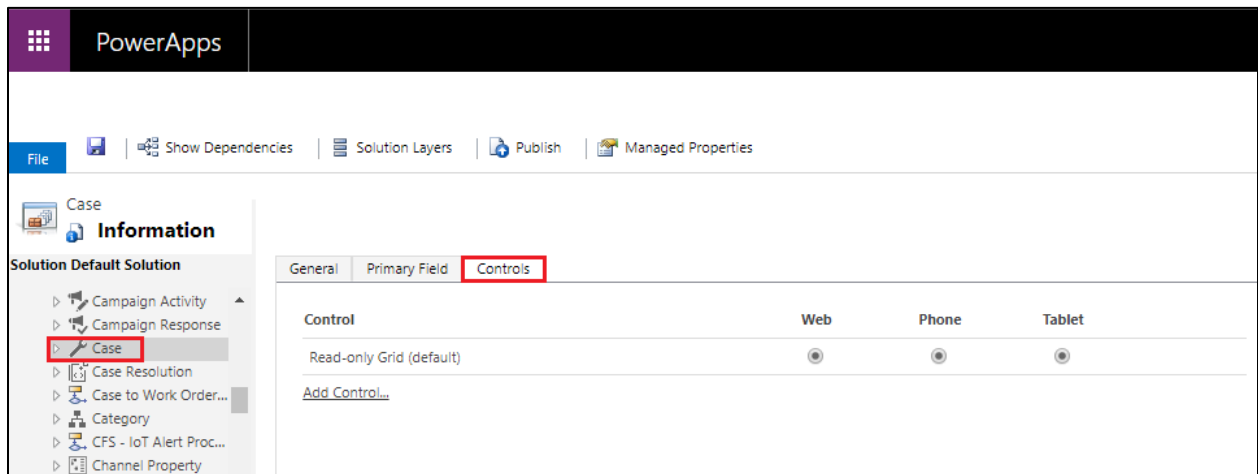 PowerApps
File
Show Dependencies
Solution Layers
Publish
Managed Properties
Case
Information
Solution Default Solution
Campaign Activity
Campaign Response
Case
Case Resolution
Case to Work Order...
Category
CFS - IoT Alert Proc...
Channel Property
General Primary Field Controls
Control Web Phone Tablet
Read-only Grid (default)
Add Control...